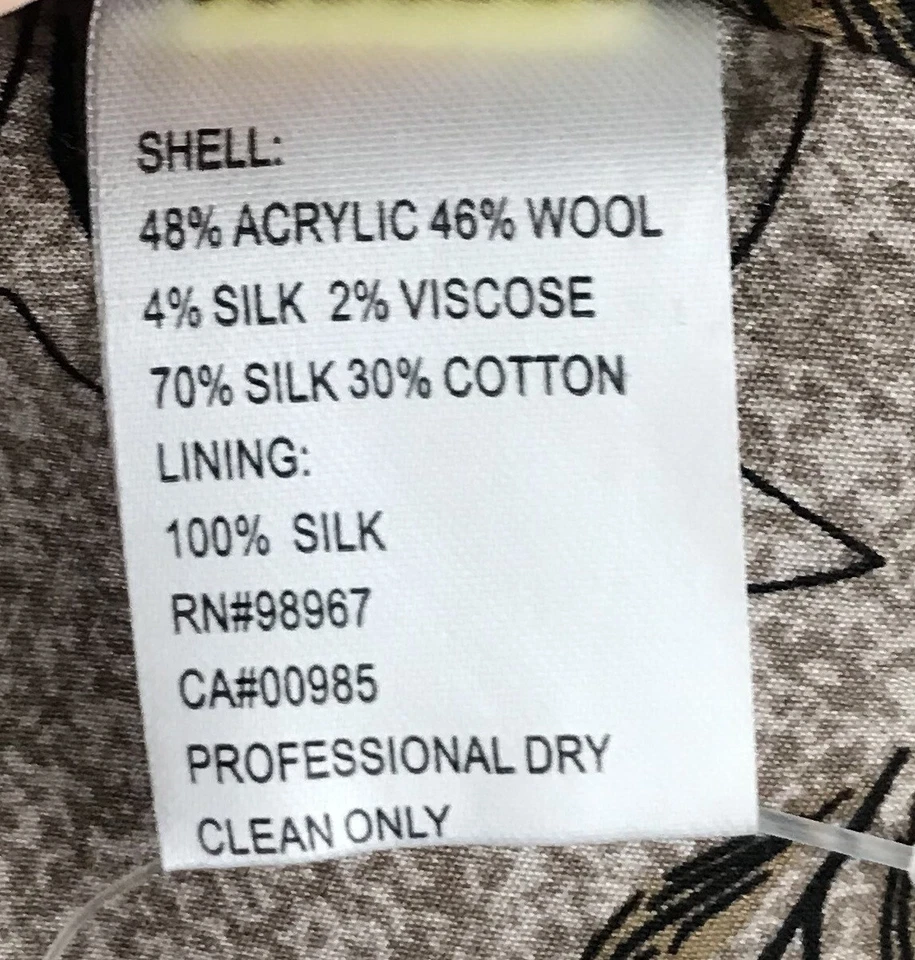 SHELL:
48% ACRYLIC 46% WOOL
4% SILK 2% VISCOSE
70% SILK 30% COTTON
LINING:
100% SILK
RN#98967
CA#00985
PROFESSIONAL DRY
CLEAN ONLY